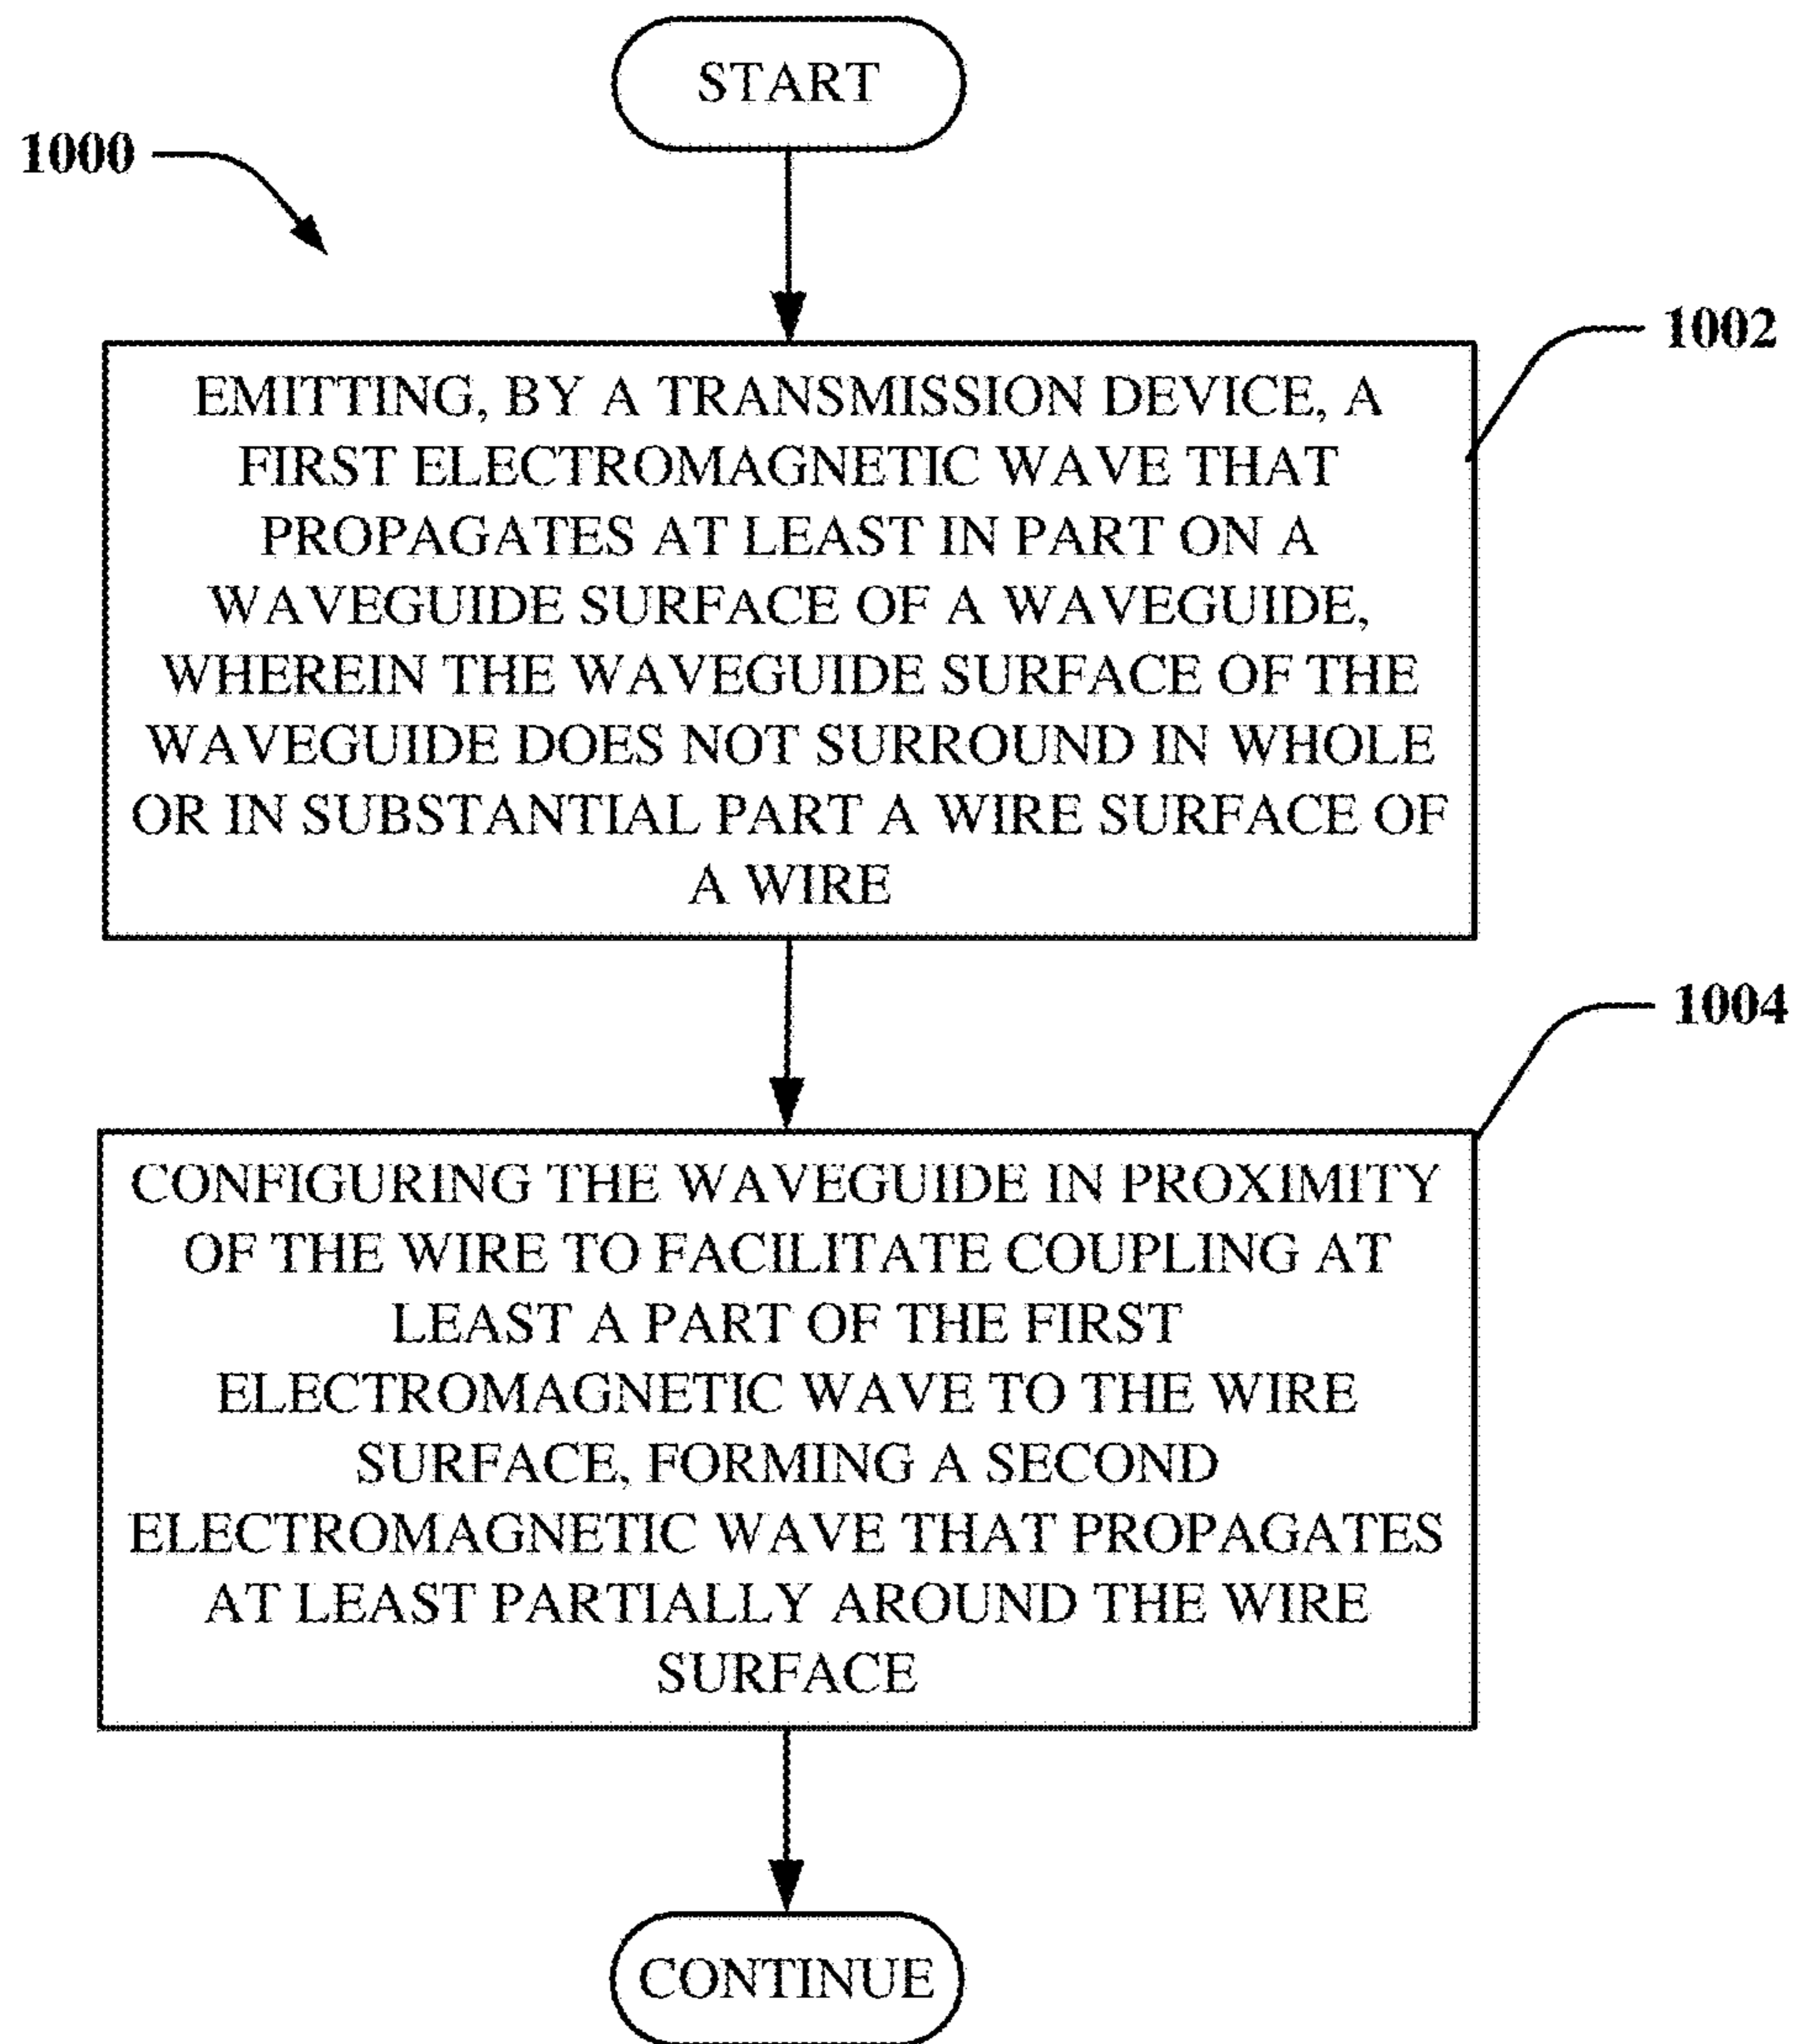 START
1000
1002
EMITTING, BY A TRANSMISSION DEVICE, A
FIRST ELECTROMAGNETIC WAVE THAT
PROPAGATES AT LEAST IN PART ON A
WAVEGUIDE SURFACE OF A WAVEGUIDE,
WHEREIN THE WAVEGUIDE SURFACE OF THE
WAVEGUIDE DOES NOT SURROUND IN WHOLE
OR IN SUBSTANTIAL PART A WIRE SURFACE OF
A WIRE
1004
CONFIGURING THE WAVEGUIDE IN PROXIMITY
OF THE WIRE TO FACILITATE COUPLING AT
LEAST A PART OF THE FIRST
ELECTROMAGNETIC WAVE TO THE WIRE
SURFACE, FORMING A SECOND
ELECTROMAGNETIC WAVE THAT PROPAGATES
AT LEAST PARTIALLY AROUND THE WIRE
SURFACE
CONTINUE